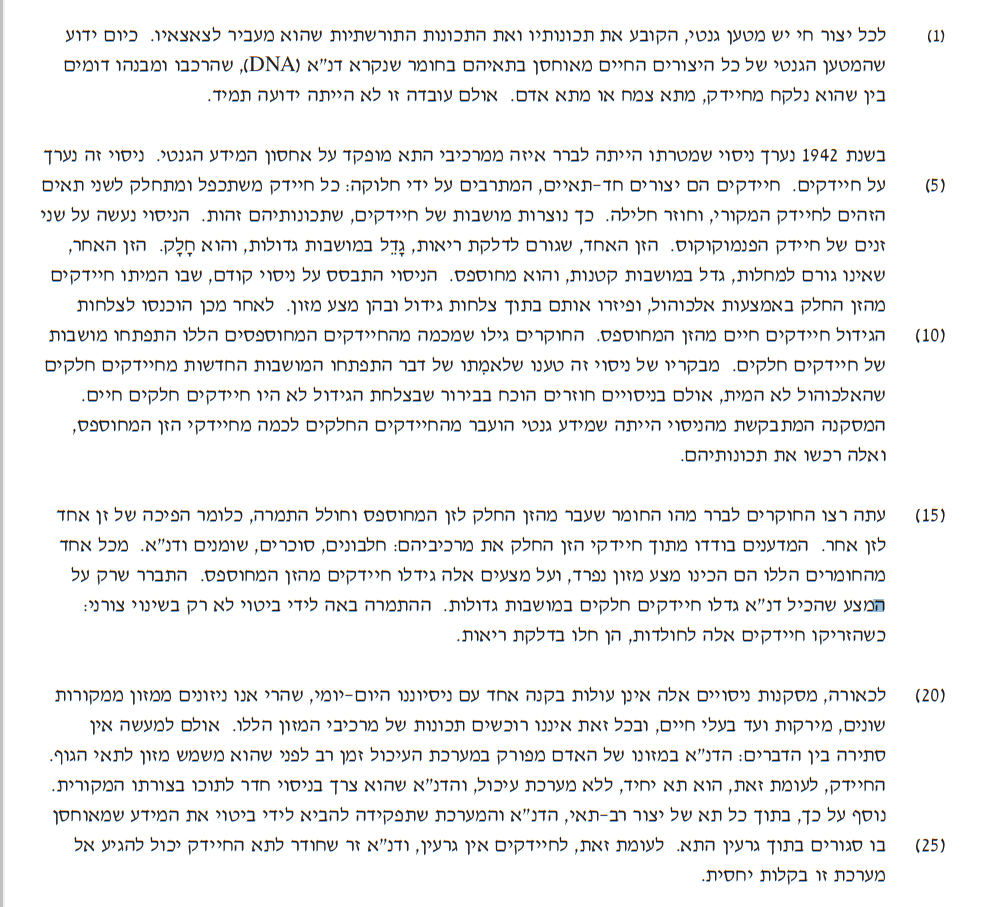 (1) לכל יצור חי יש מטען גנטי, הקובע את תכונותיו ואת התכונות התורשתיות שהוא מעביר לצאצאיו. כיום ידוע
שהמטען הגנטי של כל היצורים החיים מאוחסן בתאיהם בחומר שנקרא דנ"א (DNA), שהרכבו ומבנהו דומים
בין שהוא נלקח מחיידק, מתא צמח או מתא אדם. אולם עובדה זו לא הייתה ידועה תמיד.
בשנת 1942 נערך ניסוי שמטרתו הייתה לברר איזה ממרכיבי התא מופקד על אחסון המידע הגנטי. ניסוי זה נערך
(5) על חיידקים. חיידקים הם יצורים חד-תאיים, המתרבים על ידי חלוקה: כל חיידק משתכפל ומתחלק לשני תאים
הזהים לחיידק המקורי, וחוזר חלילה. כך נוצרות מושבות של חיידקים, שתכונותיהם זהות. הניסוי נעשה על שני
זנים של חיידק הפנמוקוקוס. הזן האחד, שגורם לדלקת ריאות, גָדֵל במושבות גדולות, והוא חָלָק. הזן האחר,
שאינו גורם למחלות, גדל במושבות קטנות, והוא מחוספס. הניסוי התבסס על ניסוי קודם, שבו המיתו חיידקים
מהזן החלק באמצעות אלכוהול, ופיזרו אותם בתוך צלחות גידול ובהן מצע מזון. לאחר מכן הוכנסו לצלחות
(10) הגידול חיידקים חיים מהזן המחוספס. החוקרים גילו שמכמה מהחיידקים המחוספסים הללו התפתחו מושבות
של חיידקים חלקים. מבקריו של ניסוי זה טענו שלאמִתו של דבר התפתחו המושבות החדשות מחיידקים חלקים
שהאלכוהול לא המית, אולם בניסויים חוזרים הוכח בבירור שבצלחת הגידול לא היו חיידקים חלקים חיים.
המסקנה המתבקשת מהניסוי הייתה שמידע גנטי הועבר מהחיידקים החלקים לכמה מחיידקי הזן המחוספס,
ואלה רכשו את תכונותיהם.
(15) עתה רצו החוקרים לברר מהו החומר שעבר מהזן החלק לזן המחוספס וחולל התמרה, כלומר הפיכה של זן אחד
לזן אחר. המדענים בודדו מתוך חיידקי הזן החלק את מרכיביהם: חלבונים, סוכרים, שומנים ודנ"א. מכל אחד
מהחומרים הללו הם הכינו מצע מזון נפרד, ועל מצעים אלה גידלו חיידקים מהזן המחוספס. התברר שרק על
המצע שהכיל דנ"א גדלו חיידקים חלקים במושבות גדולות. ההתמרה באה לידי ביטוי לא רק בשינוי צורני:
כשהזריקו חיידקים אלה לחולדות, הן חלו בדלקת ריאות.
(20) לכאורה, מסקנות ניסויים אלה אינן עולות בקנה אחד עם ניסיוננו היום-יומי, שהרי אנו ניזונים ממזון ממקורות
שונים, מירקות ועד בעלי חיים, ובכל זאת איננו רוכשים תכונות של מרכיבי המזון הללו. אולם למעשה אין
סתירה בין הדברים: הדנ"א במזונו של האדם מפורק במערכת העיכול זמן רב לפני שהוא משמש מזון לתאי הגוף.
החיידק, לעומת זאת, הוא תא יחיד, ללא מערכת עיכול, והדנ"א שהוא צרך בניסוי חדר לתוכו בצורתו המקורית.
נוסף על כך, בתוך כל תא של יצור רב-תאי, הדנ"א והמערכת שתפקידה להביא לידי ביטוי את המידע שמאוחסן
(25) בו סגורים בתוך גרעין התא. לעומת זאת, לחיידקים אין גרעין, ודנ"א זר שחודר לתא החיידק יכול להגיע אל
מערכת זו בקלות יחסית.